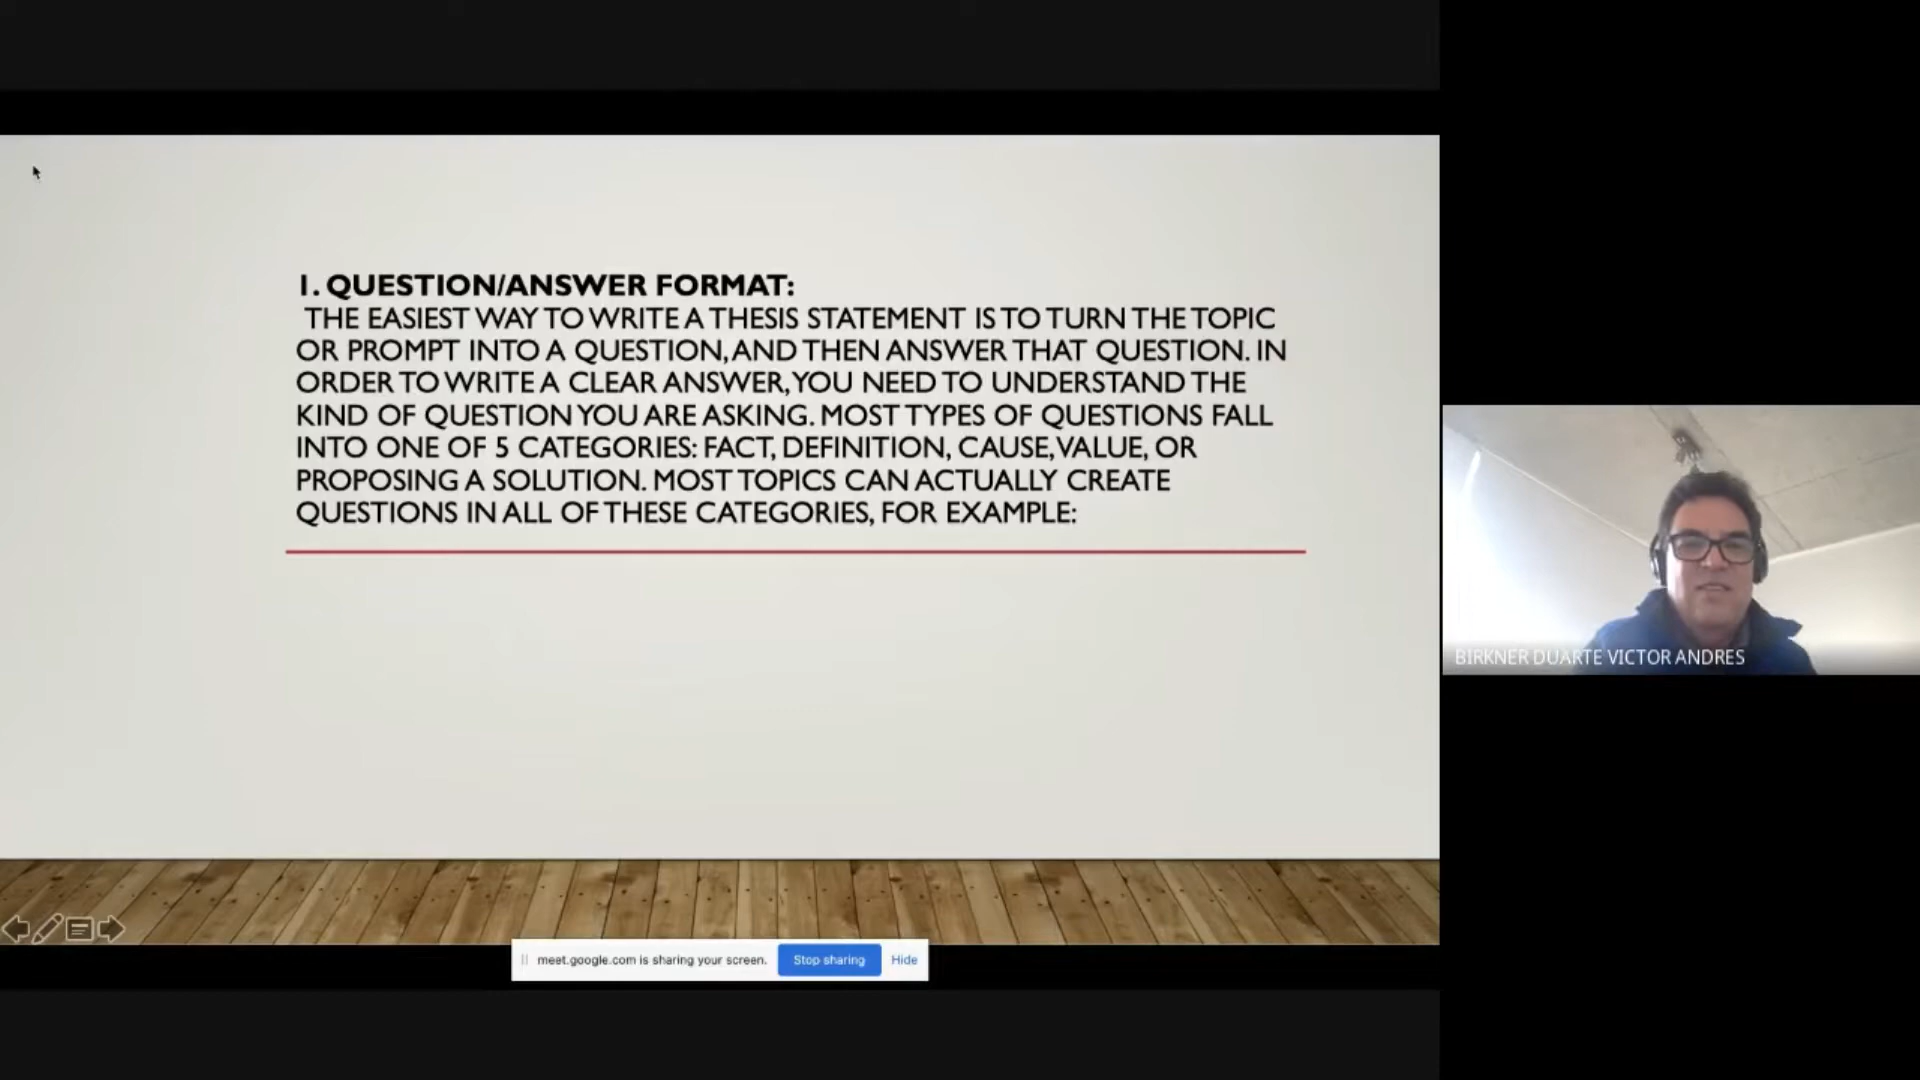 1. QUESTION/ANSWER FORMAT:
THE EASIEST WAY TO WRITE A THESIS STATEMENT IS TO TURN THE TOPIC
OR PROMPT INTO A QUESTION, AND THEN ANSWER THAT QUESTION. IN
ORDER TO WRITE A CLEAR ANSWER, YOU NEED TO UNDERSTAND THE
KIND OF QUESTION YOU ARE ASKING. MOST TYPES OF QUESTIONS FALL
INTO ONE OF 5 CATEGORIES: FACT, DEFINITION, CAUSE, VALUE, OR
PROPOSING A SOLUTION. MOST TOPICS CAN ACTUALLY CREATE
QUESTIONS IN ALL OF THESE CATEGORIES, FOR EXAMPLE:
BIRKNER DUARTE VICTOR ANDRES
meet.google.com is sharing your screen. Stop sharing Hide